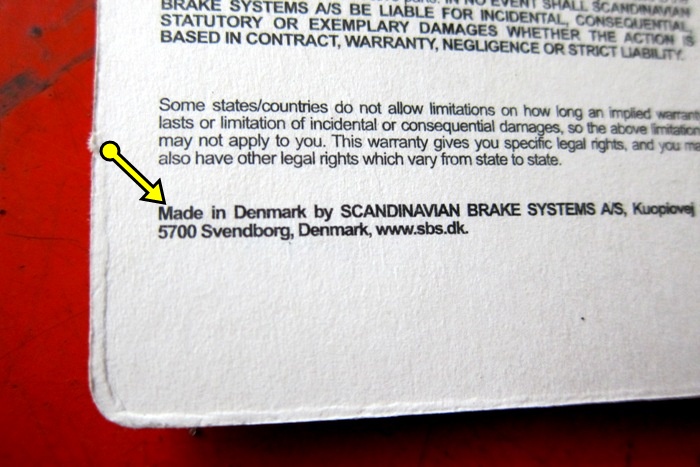 BRAKE SYSTEMS A/S BE LIABLE FOR INCIDENTAL, CONSEQUENTIAL,
STATUTORY OR EXEMPLARY DAMAGES WHETHER THE ACTION IS
BASED IN CONTRACT, WARRANTY, NEGLIGENCE OR STRICT LIABILITY.
Some states/countries do not allow limitations on how long an implied warrant
lasts or limitation of incidental or consequential damages, so the above limitation
may not apply to you. This warranty gives you specific legal rights, and you ma
also have other legal rights which vary from state to state.
Made in Denmark by SCANDINAVIAN BRAKE SYSTEMS A/S, Kuopiovej
5700 Svendborg, Denmark, www.sbs.dk.